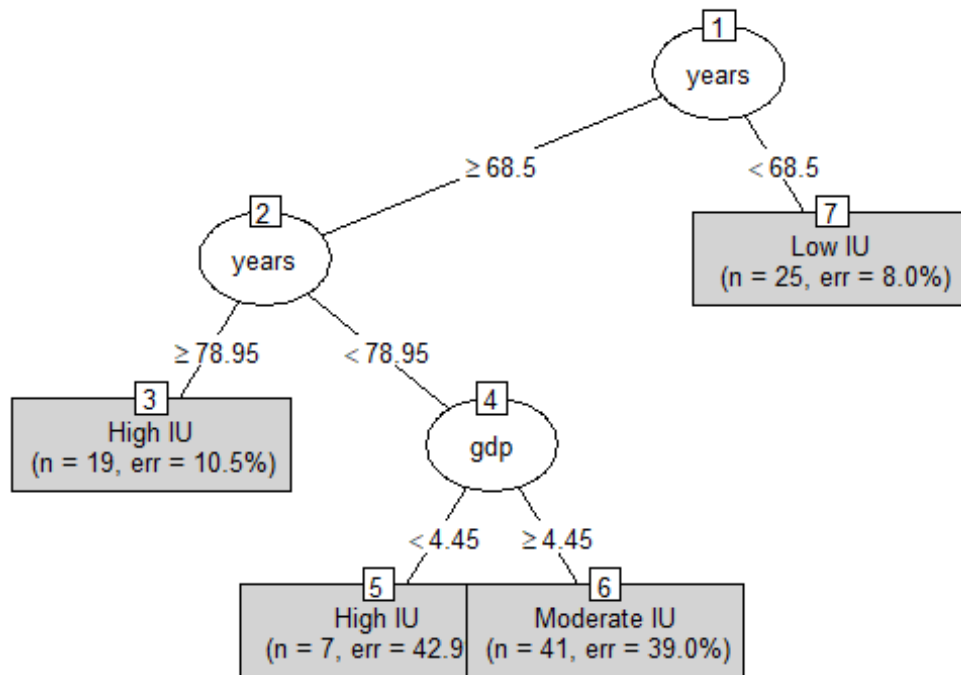 1
years
≥ 68.5
< 68.5
2
years
7
Low IU
(n = 25, err = 8.0%)
≥ 78.95
< 78.95
3
High IU
(n = 19, err = 10.5%)
4
gdp
< 4.45
≥ 4.45
5
High IU
(n = 7, err = 42.9
6
Moderate IU
(n = 41, err = 39.0%)